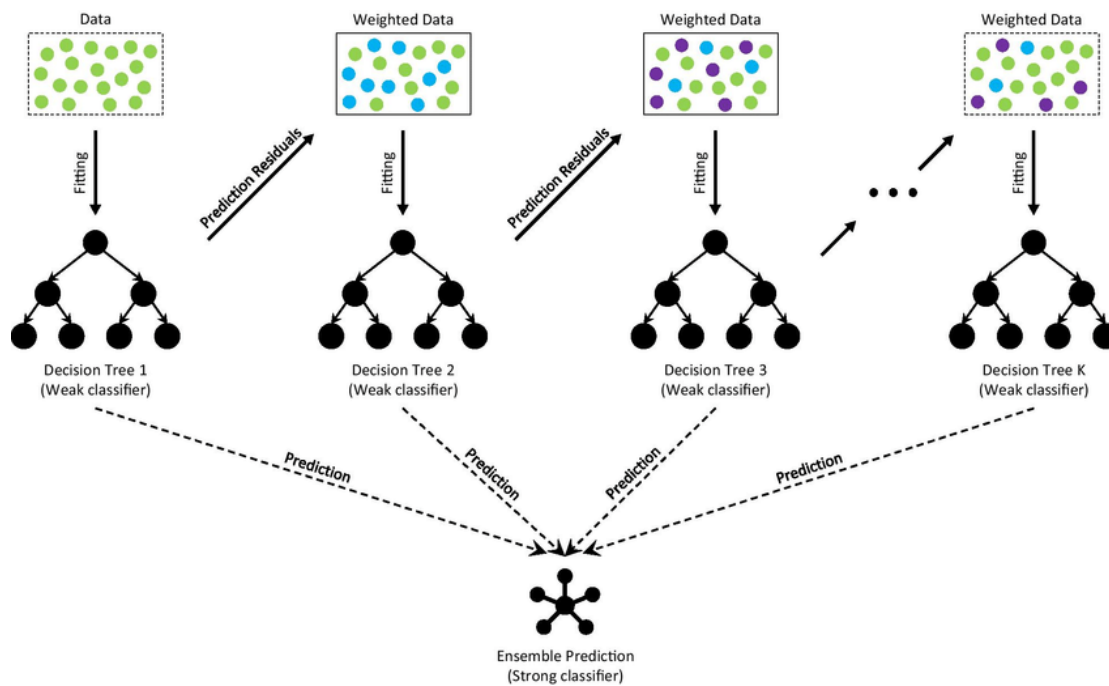 Data
Weighted Data
Weighted Data
Weighted Data
Fitting
Prediction Residuals
Fitting
Prediction Residuals
Fitting
Fitting
Decision Tree 1
(Weak classifier)
Decision Tree 2
(Weak classifier)
Decision Tree 3
(Weak classifier)
Decision Tree K
(Weak classifier)
Prediction
Prediction
Prediction
Prediction
Ensemble Prediction
(Strong classifier)